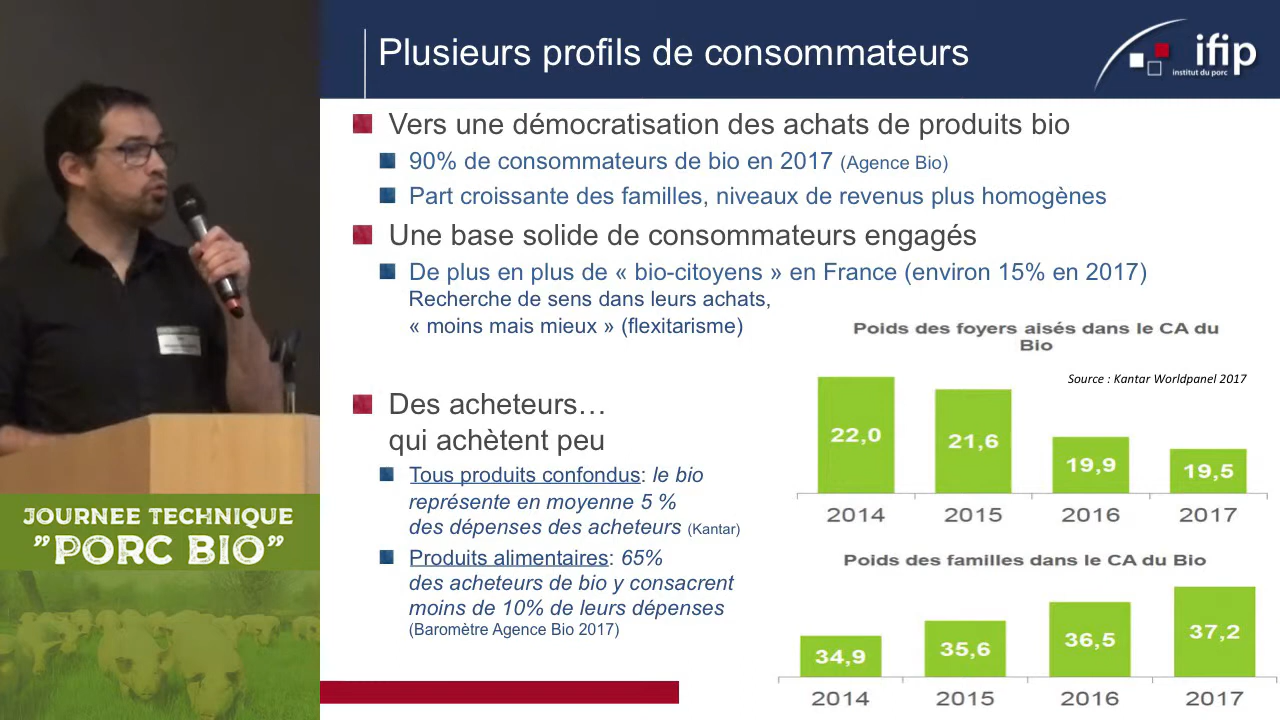 Plusieurs profils de consommateurs
ifip
institut du porc
Vers une démocratisation des achats de produits bio
90% de consommateurs de bio en 2017 (Agence Bio)
Part croissante des familles, niveaux de revenus plus homogènes
Une base solide de consommateurs engagés
De plus en plus de « bio-citoyens » en France (environ 15% en 2017)
Recherche de sens dans leurs achats,
« moins mais mieux » (flexitarisme)
Des acheteurs…
qui achètent peu
Tous produits confondus: le bio
représente en moyenne 5 %
des dépenses des acheteurs (Kantar)
Produits alimentaires: 65%
des acheteurs de bio y consacrent
moins de 10% de leurs dépenses
(Baromètre Agence Bio 2017)
Poids des foyers aisés dans le CA du
Bio
Source : Kantar Worldpanel 2017
22,0
21,6
19,9
19,5
2014 2015 2016 2017
Poids des familles dans le CA du Bio
34,9
35,6
36,5
37,2
2014 2015 2016 2017
JOURNEE TECHNIQUE
"PORC BIO"